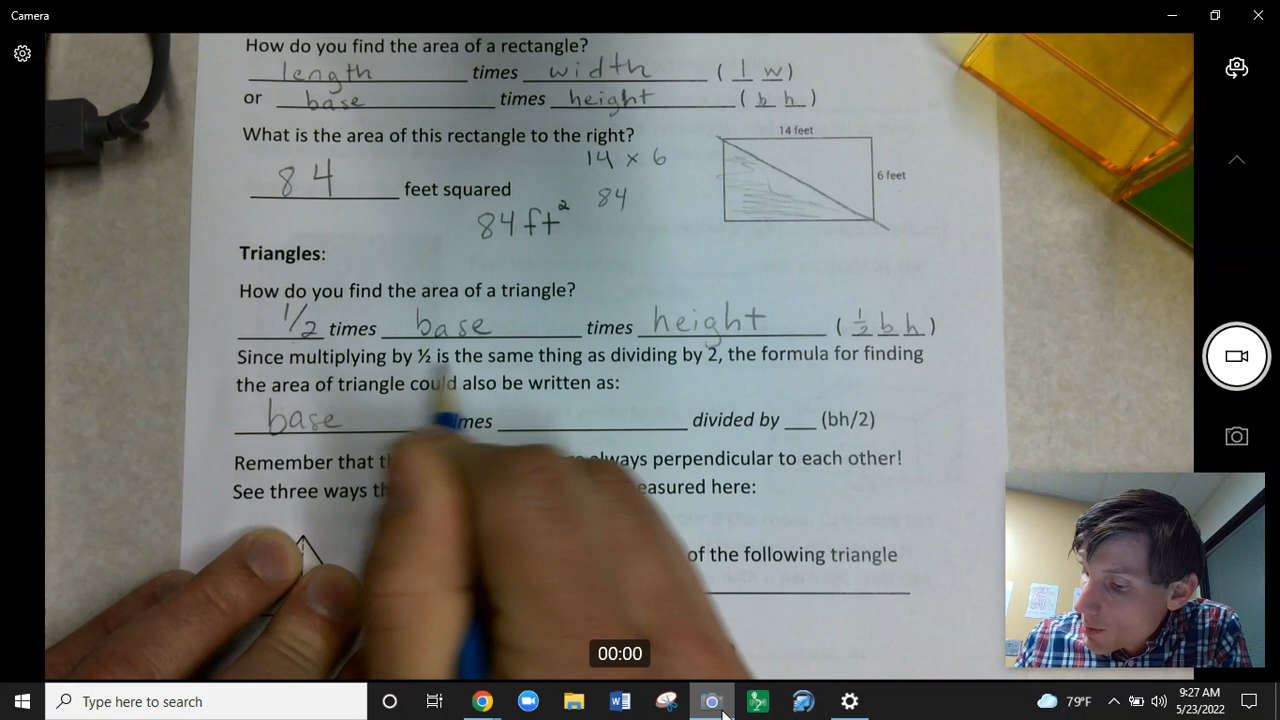 Camera
How do you find the area of a rectangle?
length times width ( l w )
or base times height ( b h )
What is the area of this rectangle to the right?
14 feet
14 × 6
6 feet
84 feet squared
84
84 ft²
Triangles:
How do you find the area of a triangle?
1/2 times base times height ( ½ b h )
Since multiplying by ½ is the same thing as dividing by 2, the formula for finding
the area of triangle could also be written as:
base times ________ divided by ___ (bh/2)
Remember that always perpendicular to each other!
See three ways measured here:
of the following triangle
00:00
Type here to search
79°F
9:27 AM
5/23/2022